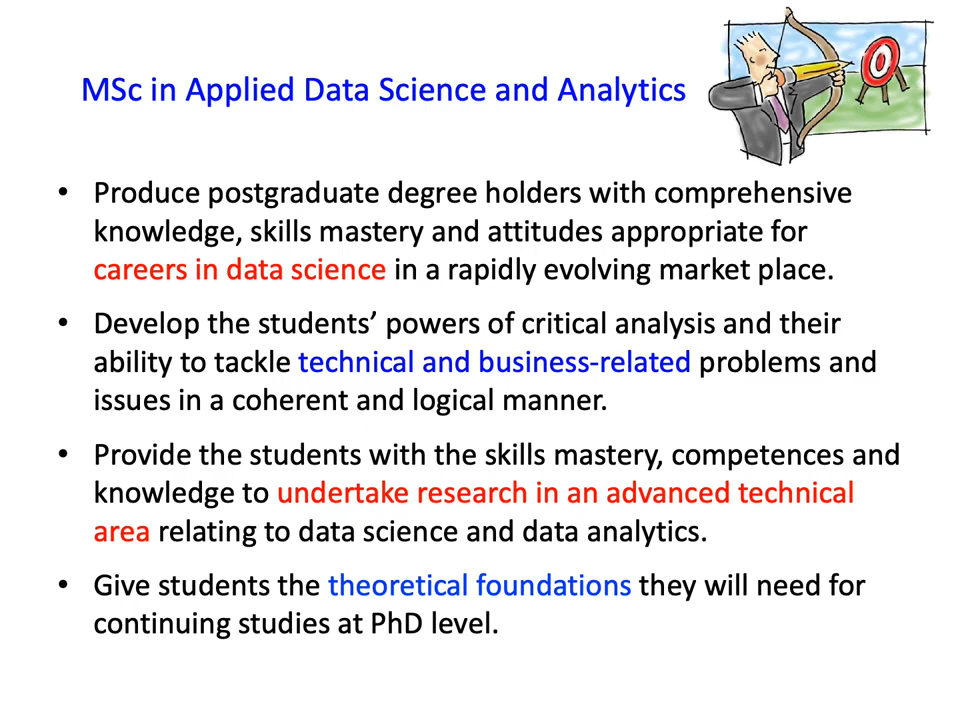 MSc in Applied Data Science and Analytics
• Produce postgraduate degree holders with comprehensive
knowledge, skills mastery and attitudes appropriate for
careers in data science in a rapidly evolving market place.
• Develop the students’ powers of critical analysis and their
ability to tackle technical and business-related problems and
issues in a coherent and logical manner.
• Provide the students with the skills mastery, competences and
knowledge to undertake research in an advanced technical
area relating to data science and data analytics.
• Give students the theoretical foundations they will need for
continuing studies at PhD level.